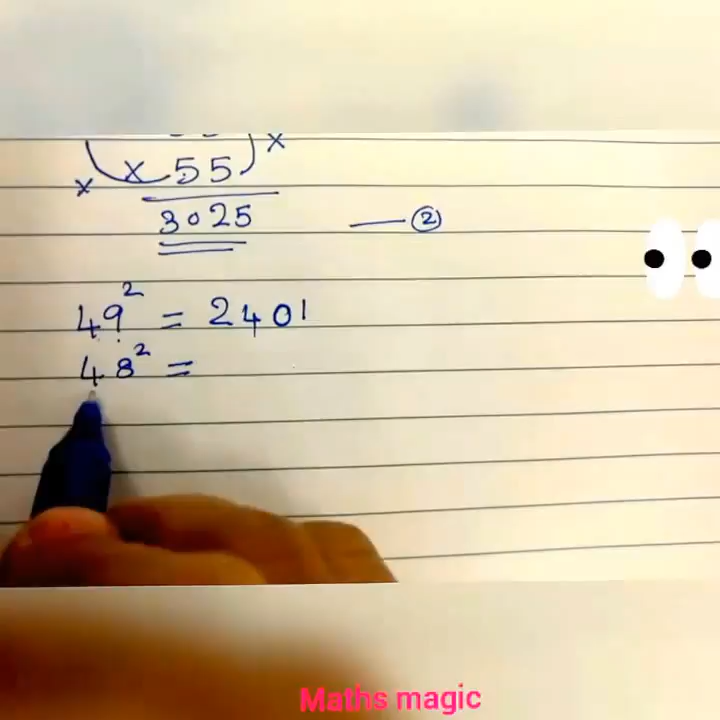 x
x x 55
3025 — ②
49² = 2401
48² =
Maths magic